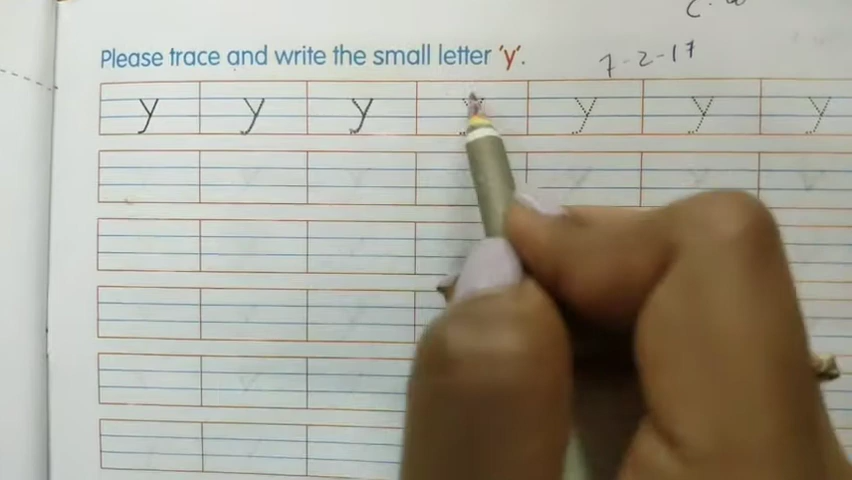 Please trace and write the small letter 'y'.
7-2-17
y y y y y y y